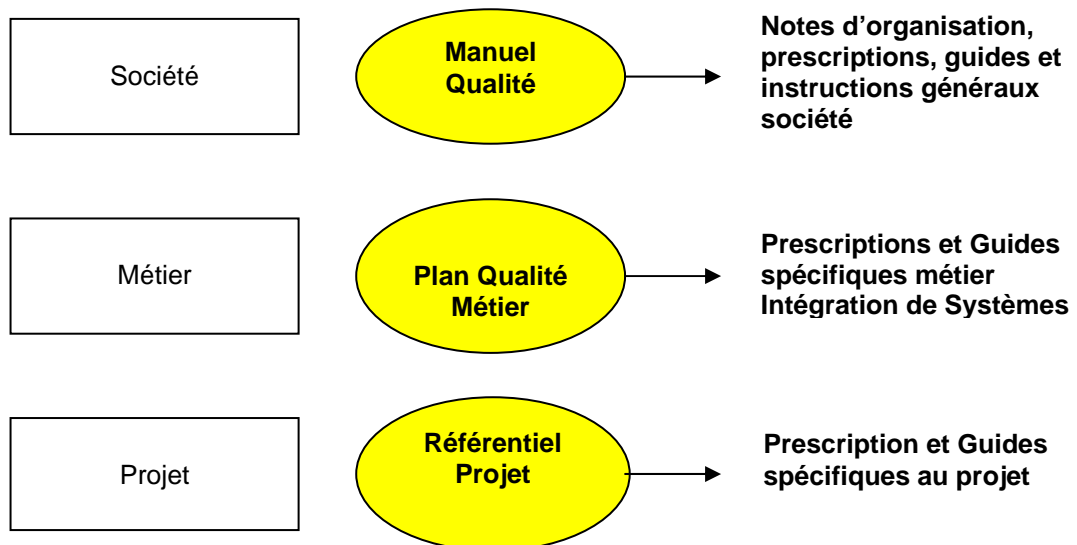 Société
Manuel
Qualité
Notes d’organisation,
prescriptions, guides et
instructions généraux
société
Métier
Plan Qualité
Métier
Prescriptions et Guides
spécifiques métier
Intégration de Systèmes
Projet
Référentiel
Projet
Prescription et Guides
spécifiques au projet